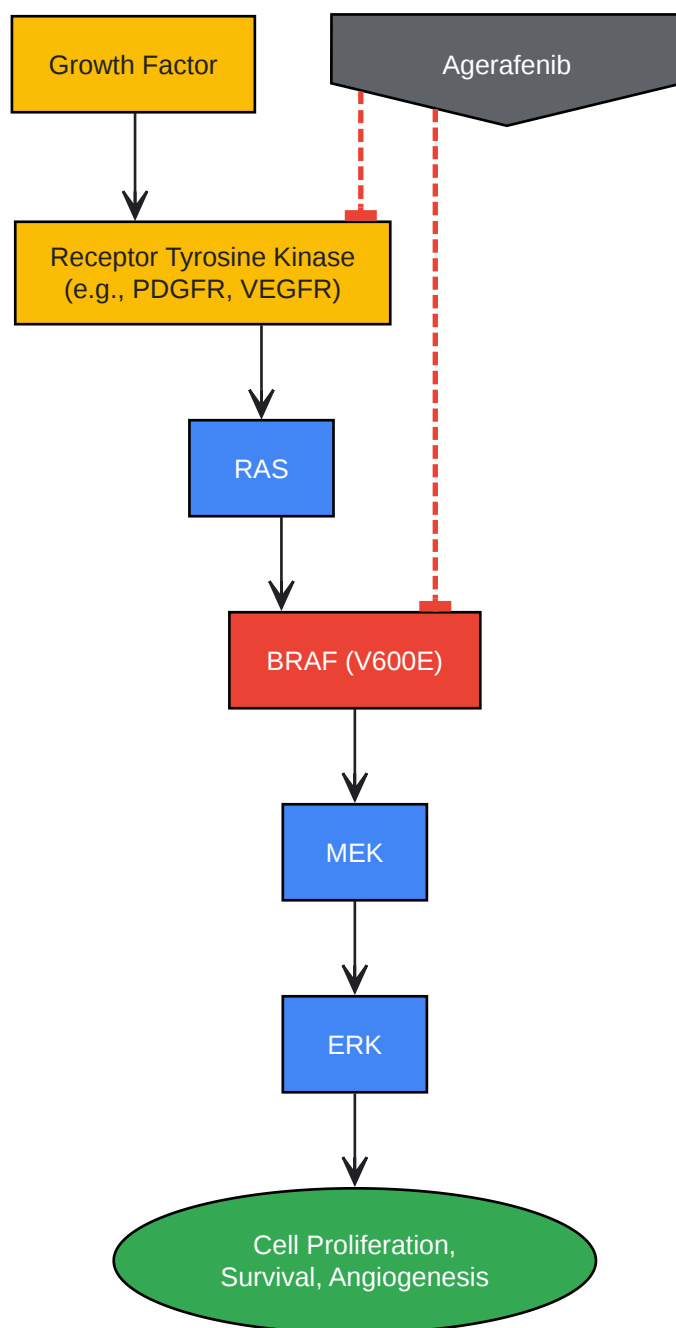 Growth Factor
Agerafenib
Receptor Tyrosine Kinase
(e.g., PDGFR, VEGFR)
RAS
BRAF (V600E)
MEK
ERK
Cell Proliferation,
Survival, Angiogenesis